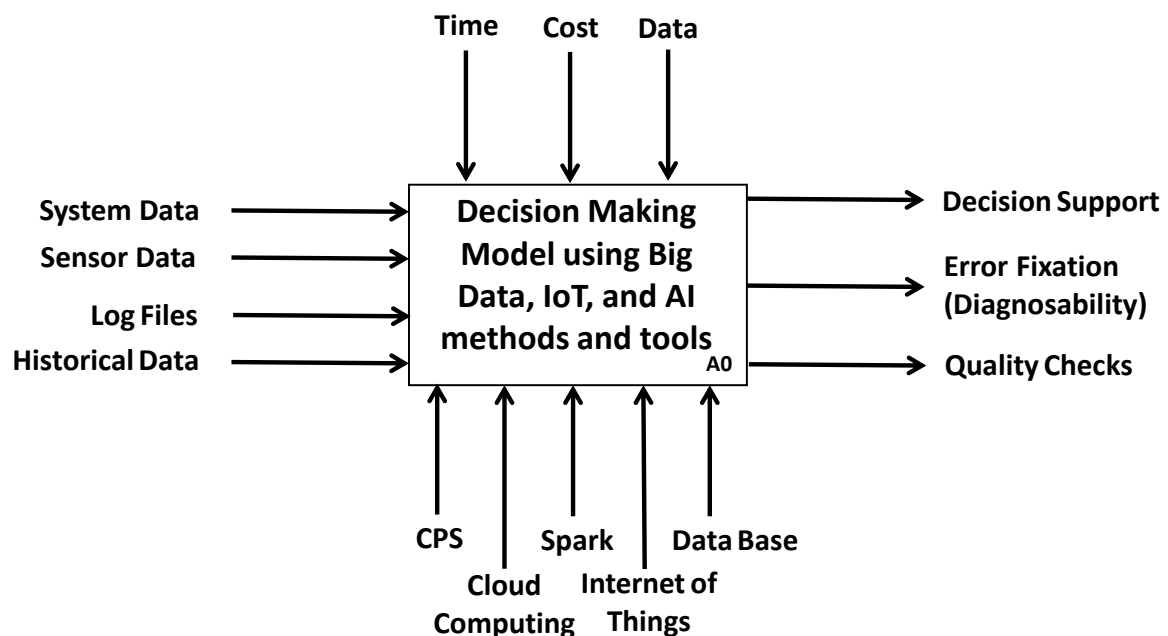 Time
Cost
Data
System Data
Sensor Data
Log Files
Historical Data
Decision Making
Model using Big
Data, IoT, and AI
methods and tools
A0
Decision Support
Error Fixation
(Diagnosability)
Quality Checks
CPS
Cloud
Computing
Spark
Internet of
Things
Data Base